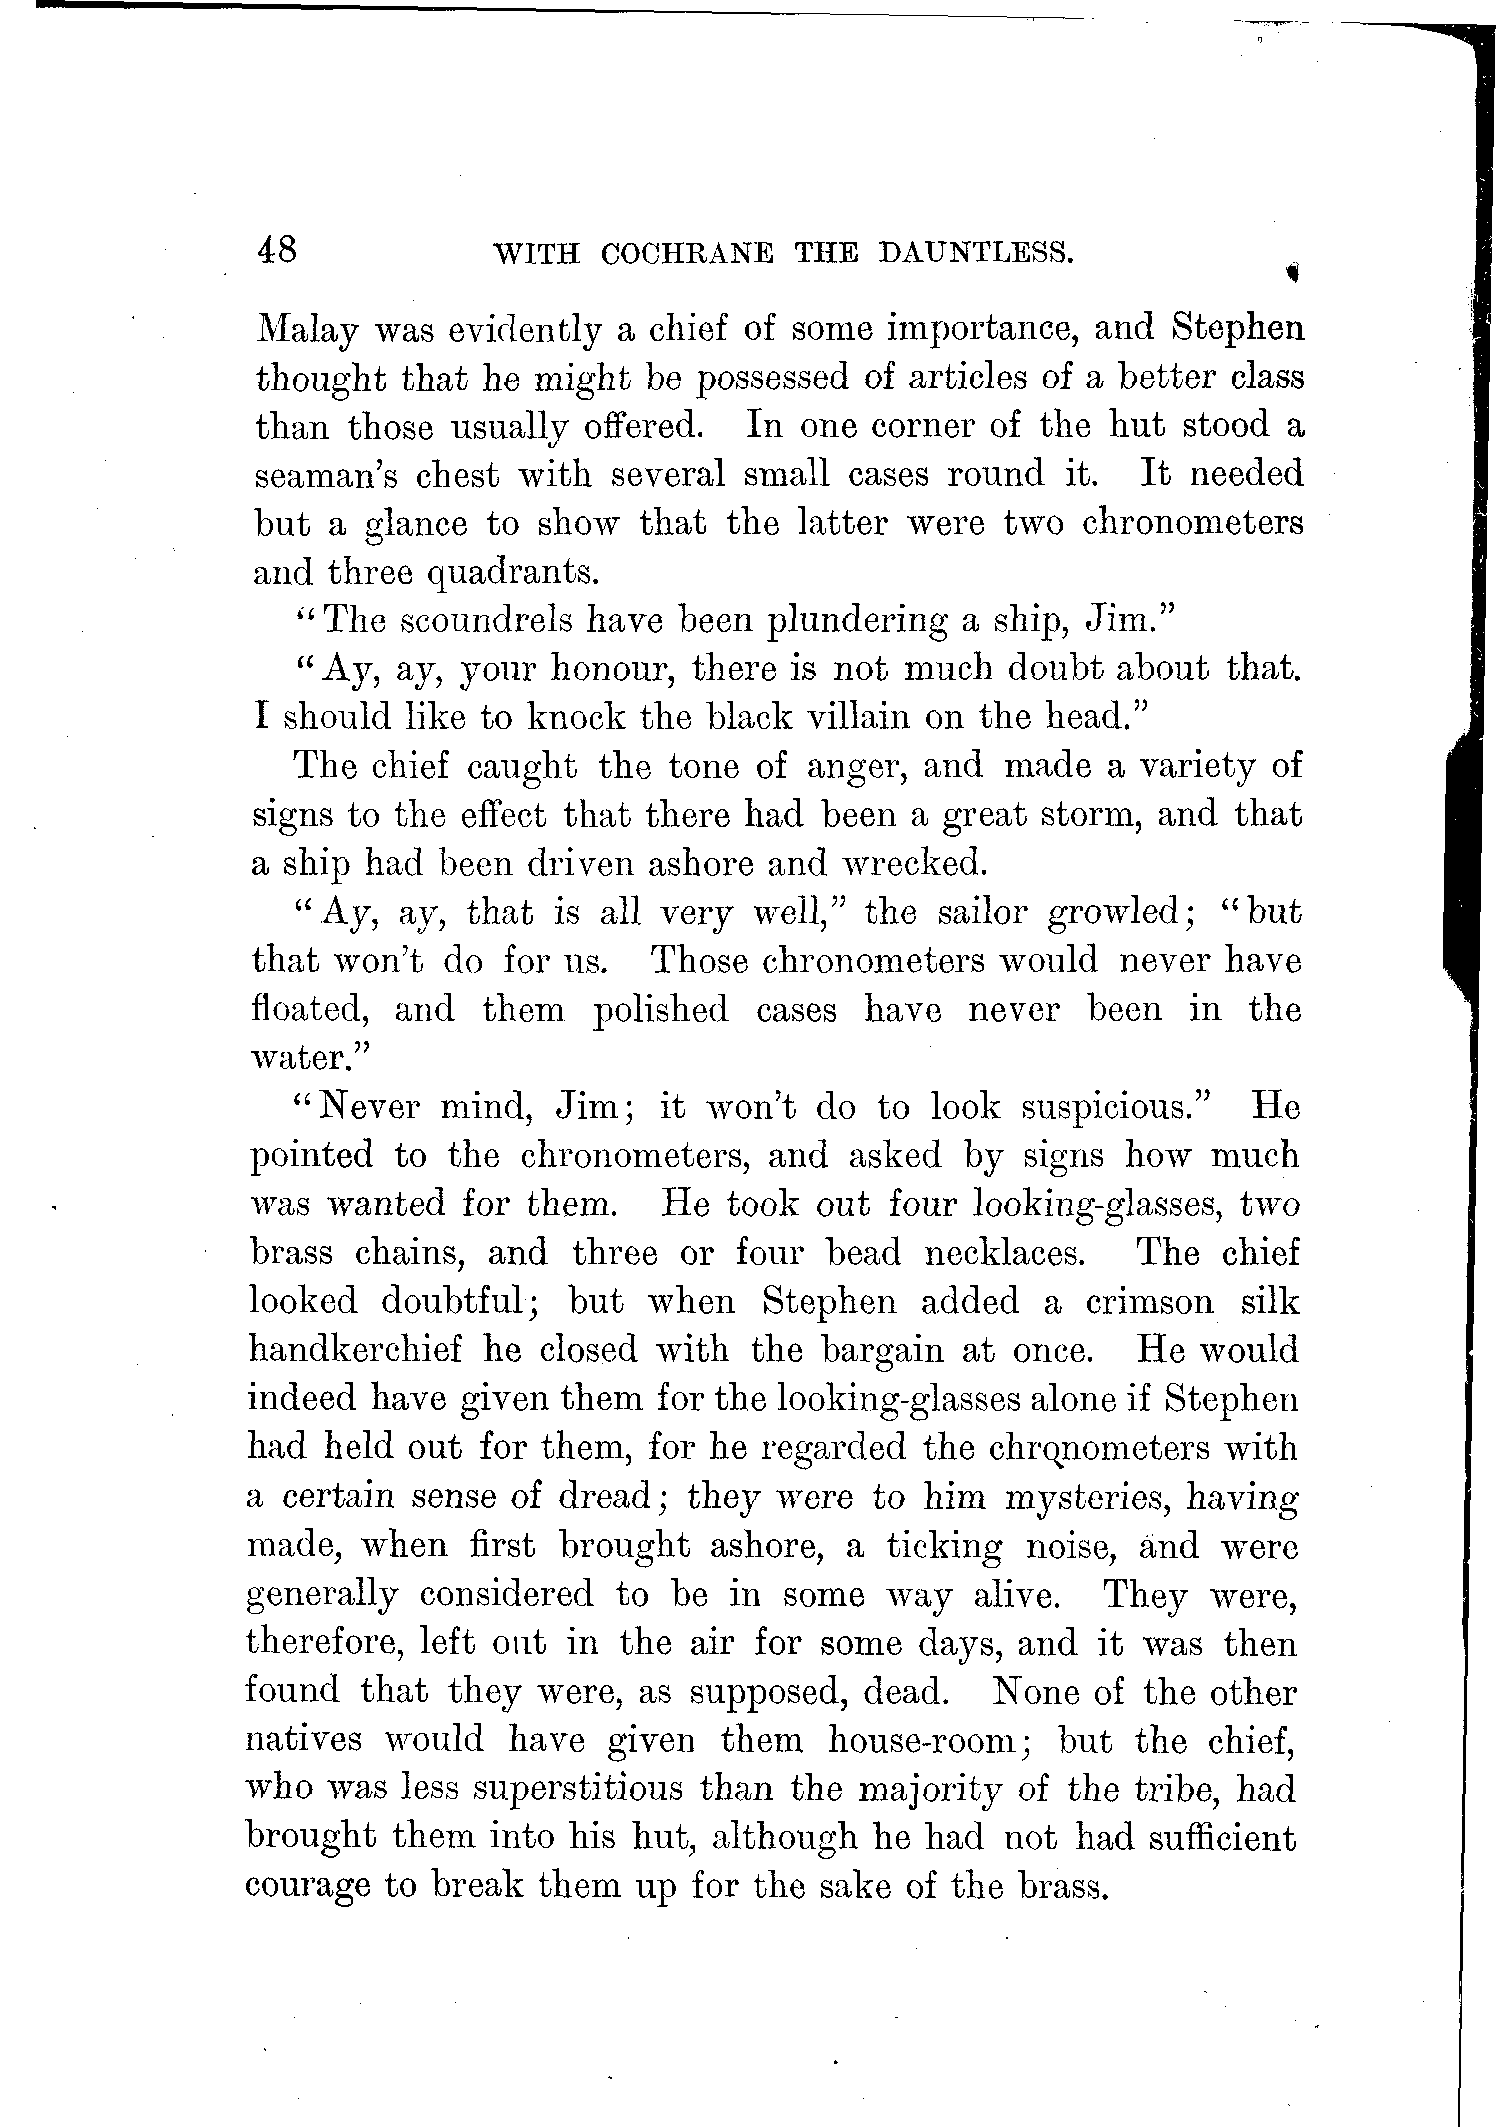 48 WITH COCHRANE THE DAUNTLESS.
Malay was evidently a chief of some importance, and Stephen
thought that he might be possessed of articles of a better class
than those usually offered. In one corner of the hut stood a
seaman's chest with several small cases round it. It needed
but a glance to show that the latter were two chronometers
and three quadrants.
“The scoundrels have been plundering a ship, Jim.”
“Ay, ay, your honour, there is not much doubt about that.
I should like to knock the black villain on the head.”
The chief caught the tone of anger, and made a variety of
signs to the effect that there had been a great storm, and that
a ship had been driven ashore and wrecked.
“Ay, ay, that is all very well,” the sailor growled; “but
that won't do for us. Those chronometers would never have
floated, and them polished cases have never been in the
water.”
“Never mind, Jim; it won't do to look suspicious.” He
pointed to the chronometers, and asked by signs how much
was wanted for them. He took out four looking-glasses, two
brass chains, and three or four bead necklaces. The chief
looked doubtful; but when Stephen added a crimson silk
handkerchief he closed with the bargain at once. He would
indeed have given them for the looking-glasses alone if Stephen
had held out for them, for he regarded the chronometers with
a certain sense of dread; they were to him mysteries, having
made, when first brought ashore, a ticking noise, and were
generally considered to be in some way alive. They were,
therefore, left out in the air for some days, and it was then
found that they were, as supposed, dead. None of the other
natives would have given them house-room; but the chief,
who was less superstitious than the majority of the tribe, had
brought them into his hut, although he had not had sufficient
courage to break them up for the sake of the brass.